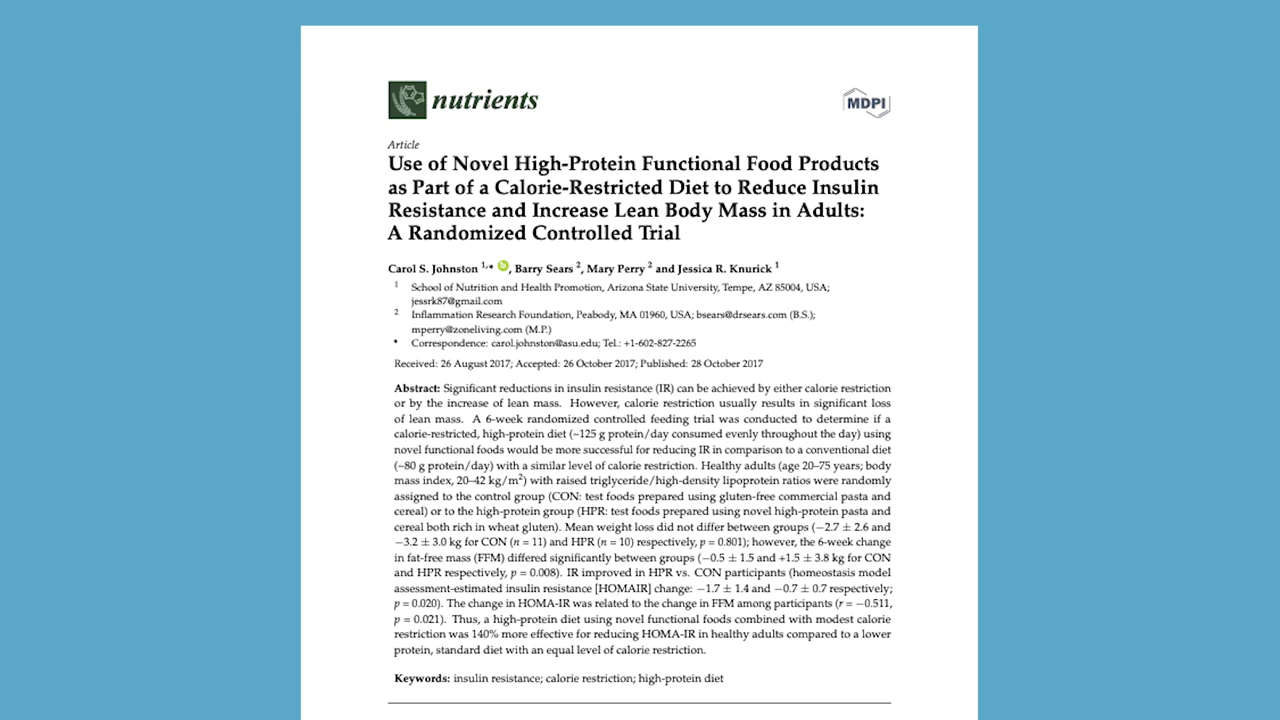 nutrients
MDPI
Article
Use of Novel High-Protein Functional Food Products
as Part of a Calorie-Restricted Diet to Reduce Insulin
Resistance and Increase Lean Body Mass in Adults:
A Randomized Controlled Trial
Carol S. Johnston 1,* , Barry Sears 2, Mary Perry 2 and Jessica R. Knurick 1
1 School of Nutrition and Health Promotion, Arizona State University, Tempe, AZ 85004, USA;
jessrk87@gmail.com
2 Inflammation Research Foundation, Peabody, MA 01960, USA; bsears@drsears.com (B.S.);
mperry@zoneliving.com (M.P.)
* Correspondence: carol.johnston@asu.edu; Tel.: +1-602-827-2265
Received: 26 August 2017; Accepted: 26 October 2017; Published: 28 October 2017
Abstract: Significant reductions in insulin resistance (IR) can be achieved by either calorie restriction
or by the increase of lean mass. However, calorie restriction usually results in significant loss
of lean mass. A 6-week randomized controlled feeding trial was conducted to determine if a
calorie-restricted, high-protein diet (~125 g protein/day consumed evenly throughout the day) using
novel functional foods would be more successful for reducing IR in comparison to a conventional diet
(~80 g protein/day) with a similar level of calorie restriction. Healthy adults (age 20–75 years; body
mass index, 20–42 kg/m2) with raised triglyceride/high-density lipoprotein ratios were randomly
assigned to the control group (CON: test foods prepared using gluten-free commercial pasta and
cereal) or to the high-protein group (HPR: test foods prepared using novel high-protein pasta and
cereal both rich in wheat gluten). Mean weight loss did not differ between groups (−2.7 ± 2.6 and
−3.2 ± 3.0 kg for CON (n = 11) and HPR (n = 10) respectively, p = 0.801); however, the 6-week change
in fat-free mass (FFM) differed significantly between groups (−0.5 ± 1.5 and +1.5 ± 3.8 kg for CON
and HPR respectively, p = 0.008). IR improved in HPR vs. CON participants (homeostasis model
assessment-estimated insulin resistance [HOMAIR] change: −1.7 ± 1.4 and −0.7 ± 0.7 respectively;
p = 0.020). The change in HOMA-IR was related to the change in FFM among participants (r = −0.511,
p = 0.021). Thus, a high-protein diet using novel functional foods combined with modest calorie
restriction was 140% more effective for reducing HOMA-IR in healthy adults compared to a lower
protein, standard diet with an equal level of calorie restriction.
Keywords: insulin resistance; calorie restriction; high-protein diet